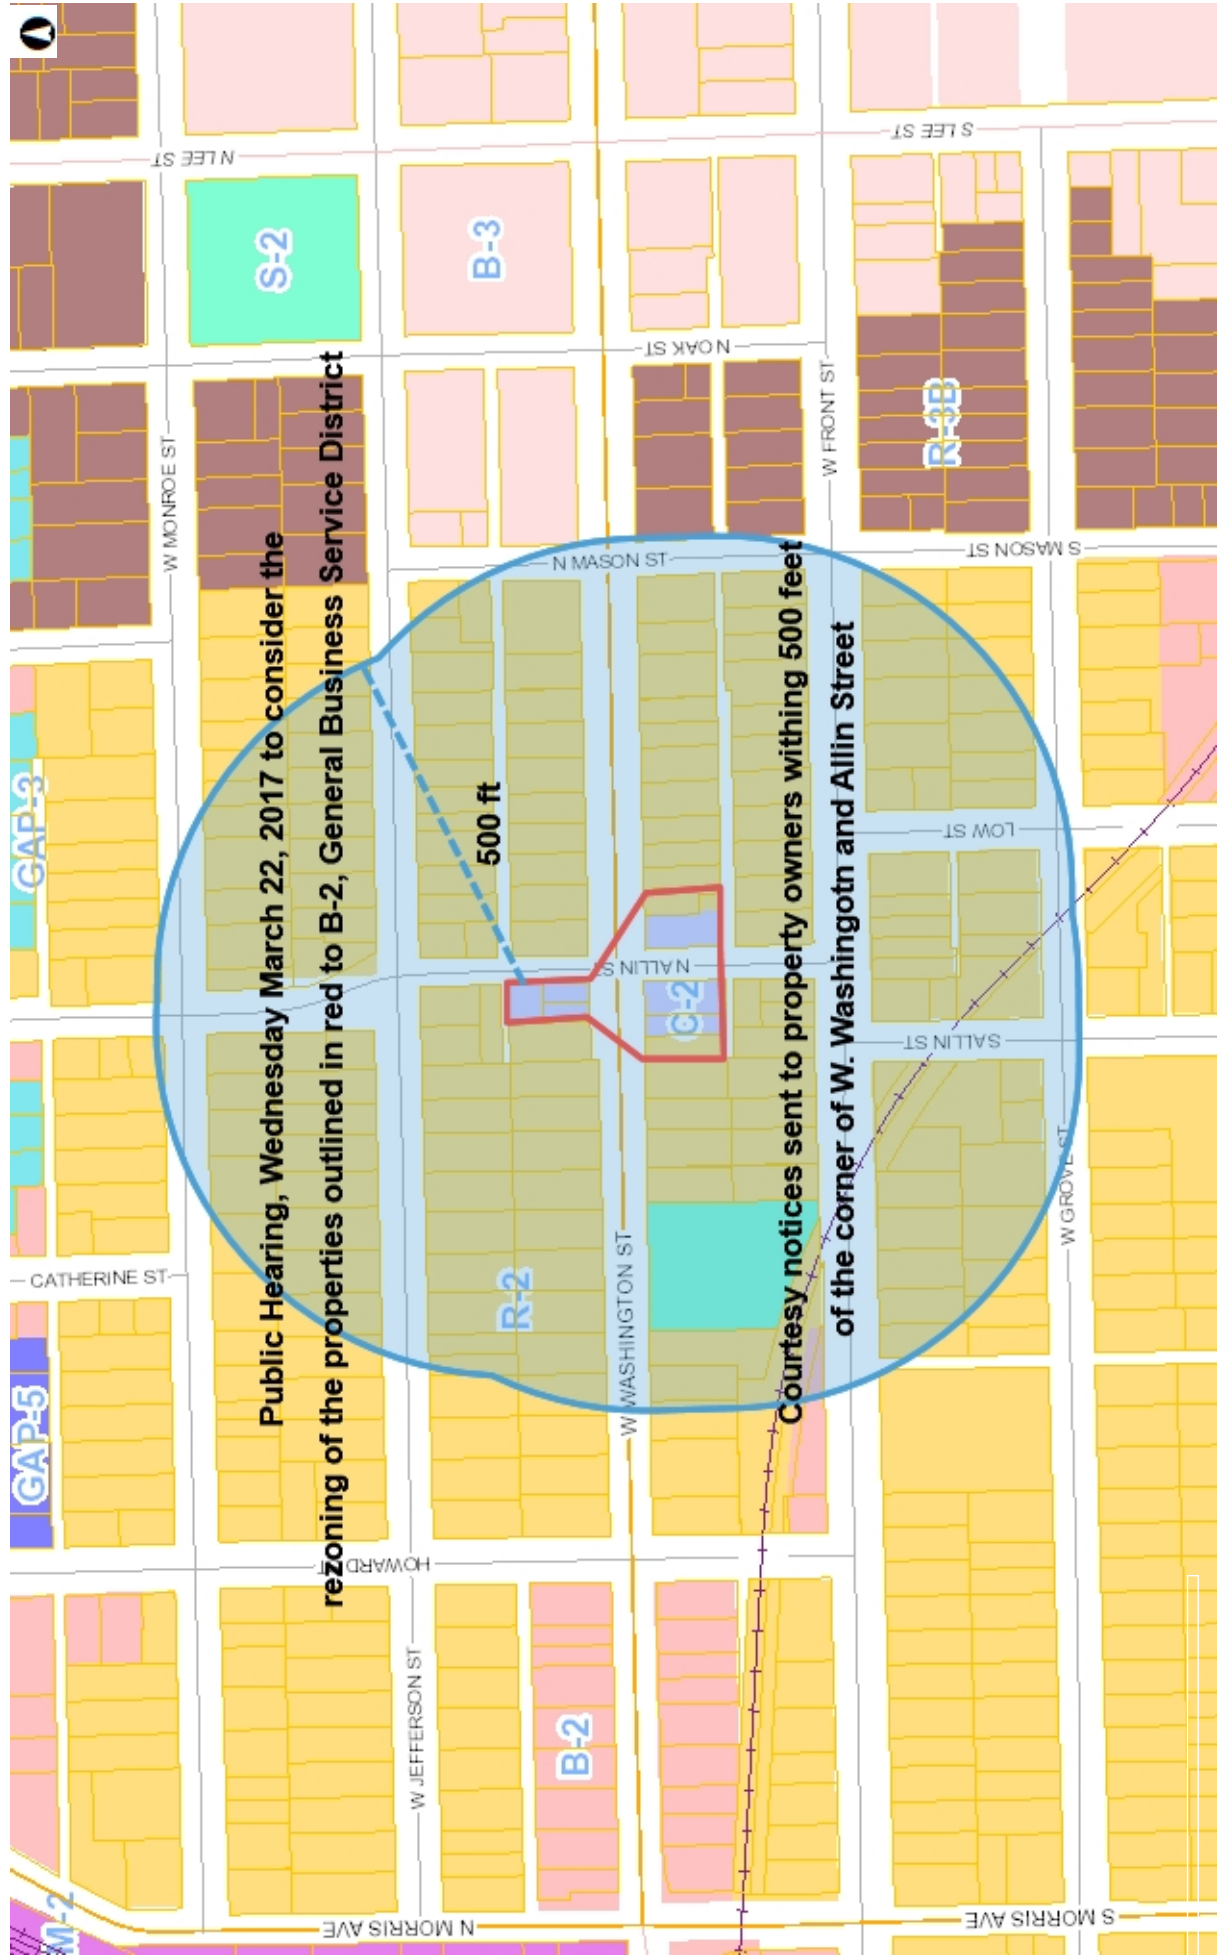 Public Hearing, Wednesday March 22, 2017 to consider the
rezoning of the properties outlined in red to B-2, General Business Service District
500 ft
Courtesy notices sent to property owners withing 500 feet
of the corner of W. Washingotn and Allin Street
M-2
GAP-5
GAP-3
S-2
B-3
R-2
B-2
C-2
R-3B
CATHERINE ST
W MONROE ST
N LEE ST
S LEE ST
N OAK ST
W FRONT ST
N MASON ST
S MASON ST
LOW ST
N ALLIN ST
S ALLIN ST
W WASHINGTON ST
W GROVE ST
HOWARD
W JEFFERSON ST
N MORRIS AVE
S MORRIS AVE